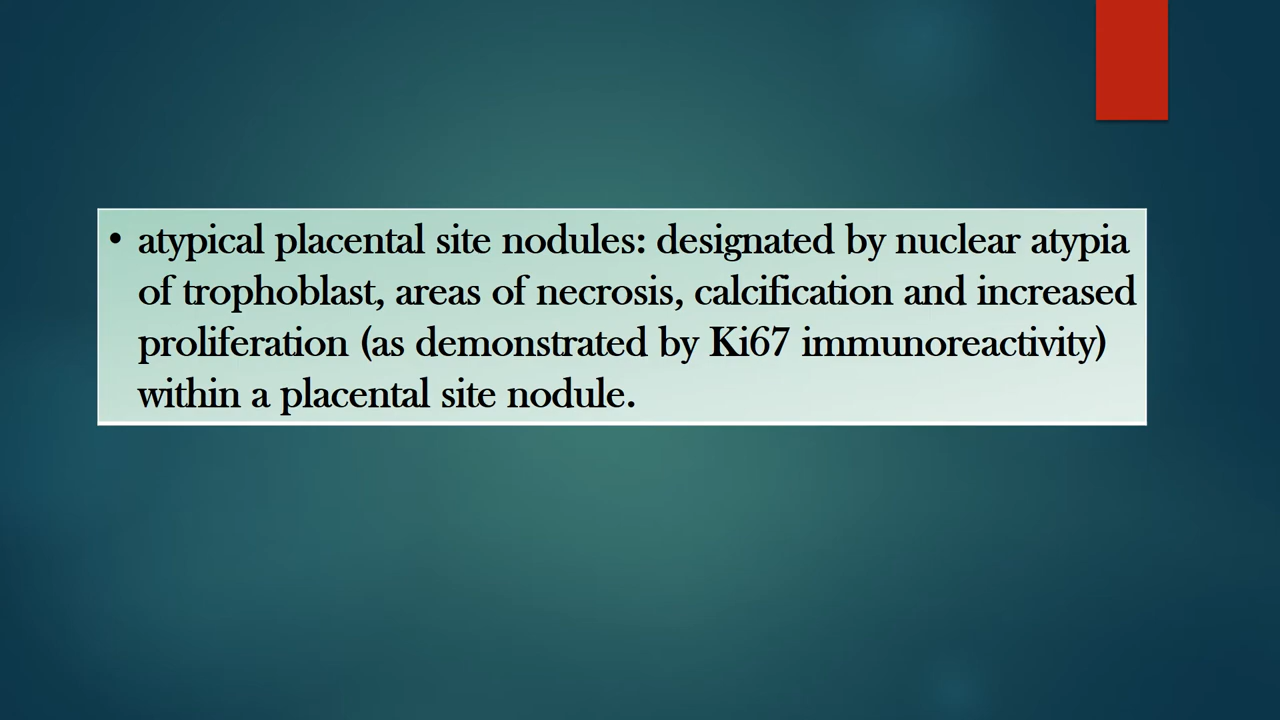 • atypical placental site nodules: designated by nuclear atypia
of trophoblast, areas of necrosis, calcification and increased
proliferation (as demonstrated by Ki67 immunoreactivity)
within a placental site nodule.